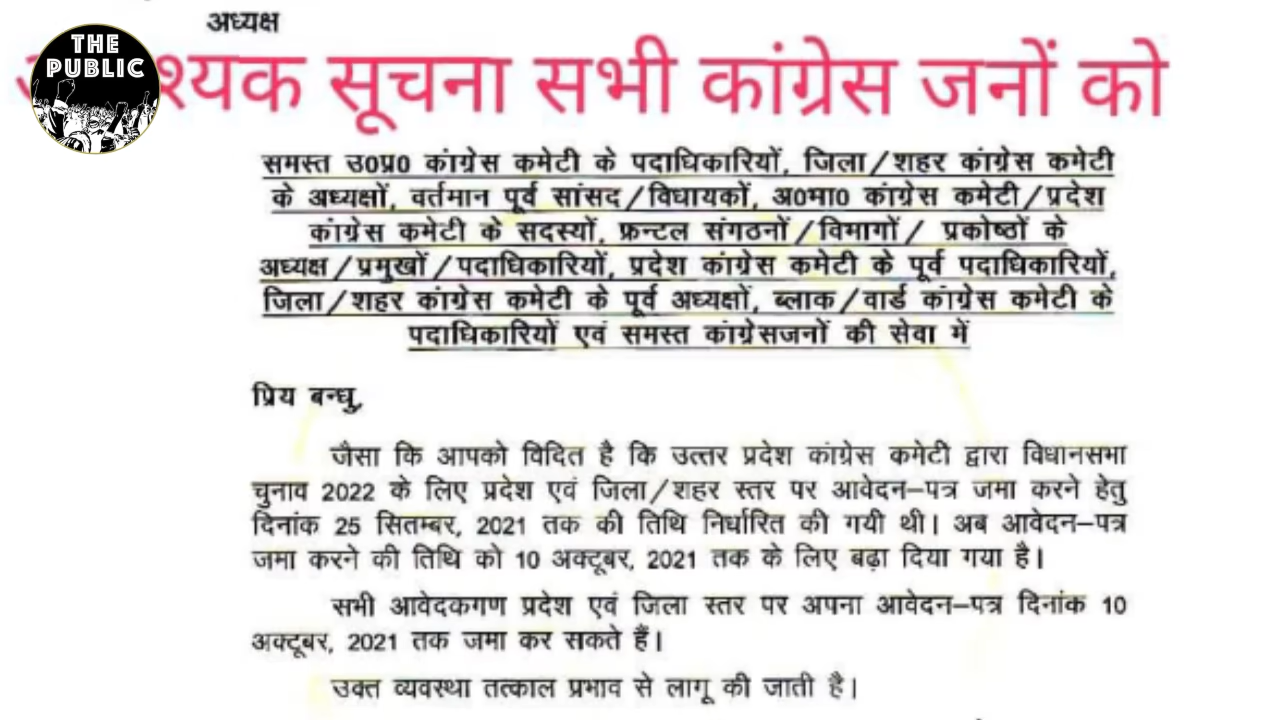 अध्यक्ष
THE
PUBLIC
श्यक सूचना सभी कांग्रेस जनों को
समस्त उ0प्र0 कांग्रेस कमेटी के पदाधिकारियों, जिला/शहर कांग्रेस कमेटी
के अध्यक्षों, वर्तमान पूर्व सांसद/विधायकों, अ0भा0 कांग्रेस कमेटी/प्रदेश
कांग्रेस कमेटी के सदस्यों, फ्रन्टल संगठनों/विभागों/ प्रकोष्ठों के
अध्यक्ष/प्रमुखों/पदाधिकारियों, प्रदेश कांग्रेस कमेटी के पूर्व पदाधिकारियों,
जिला/शहर कांग्रेस कमेटी के पूर्व अध्यक्षों, ब्लाक/वार्ड कांग्रेस कमेटी के
पदाधिकारियों एवं समस्त कांग्रेसजनों की सेवा में
प्रिय बन्धु,
जैसा कि आपको विदित है कि उत्तर प्रदेश कांग्रेस कमेटी द्वारा विधानसभा
चुनाव 2022 के लिए प्रदेश एवं जिला/शहर स्तर पर आवेदन–पत्र जमा करने हेतु
दिनांक 25 सितम्बर, 2021 तक की तिथि निर्धारित की गयी थी। अब आवेदन–पत्र
जमा करने की तिथि को 10 अक्टूबर, 2021 तक के लिए बढ़ा दिया गया है।
सभी आवेदकगण प्रदेश एवं जिला स्तर पर अपना आवेदन–पत्र दिनांक 10
अक्टूबर, 2021 तक जमा कर सकते हैं।
उक्त व्यवस्था तत्काल प्रभाव से लागू की जाती है।